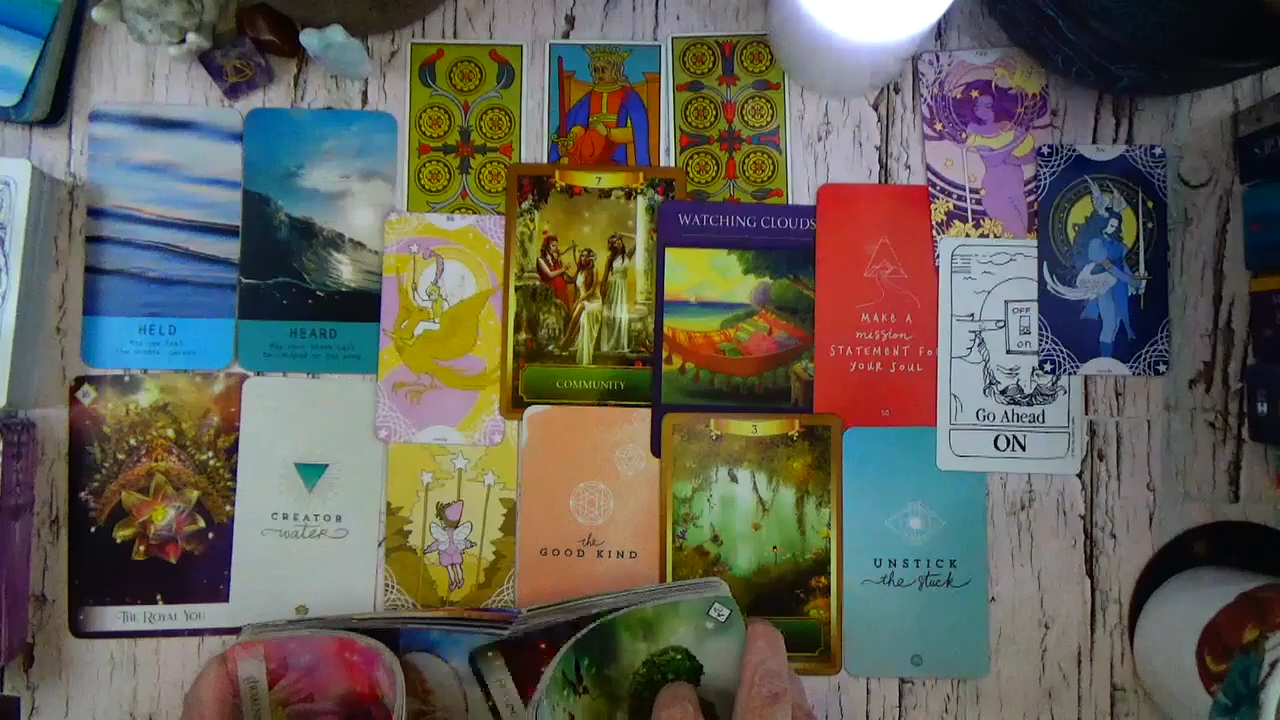 HELD
HEARD
7
COMMUNITY
WATCHING CLOUDS
MAKE A
mission
STATEMENT FO
YOUR SOUL
OFF
on
Go Ahead
ON
THE ROYAL YOU
CREATOR
water
the
GOOD KIND
3
UNSTICK
the stuck